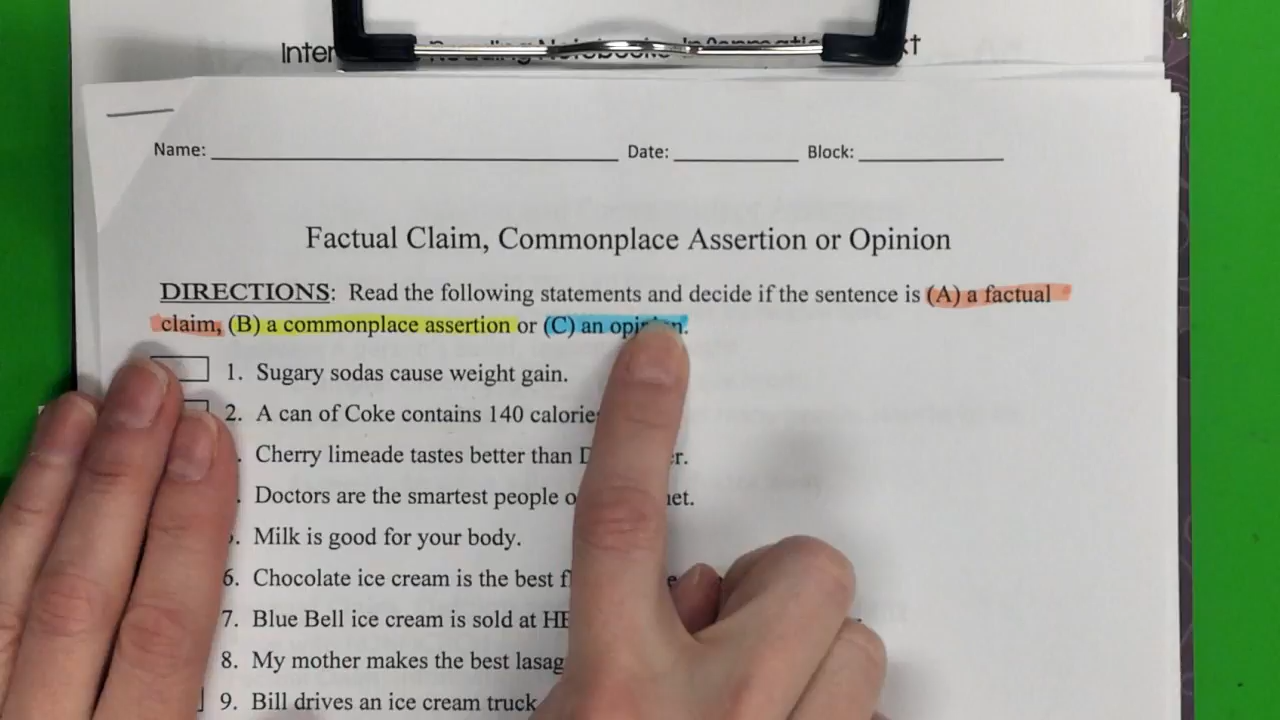 Inter
Name: Date: Block:
Factual Claim, Commonplace Assertion or Opinion
DIRECTIONS: Read the following statements and decide if the sentence is (A) a factual
claim, (B) a commonplace assertion or (C) an opinion.
1. Sugary sodas cause weight gain.
2. A can of Coke contains 140 calorie
. Cherry limeade tastes better than
. Doctors are the smartest people
. Milk is good for your body.
6. Chocolate ice cream is the best
7. Blue Bell ice cream is sold at
8. My mother makes the best lasag
9. Bill drives an ice cream truck